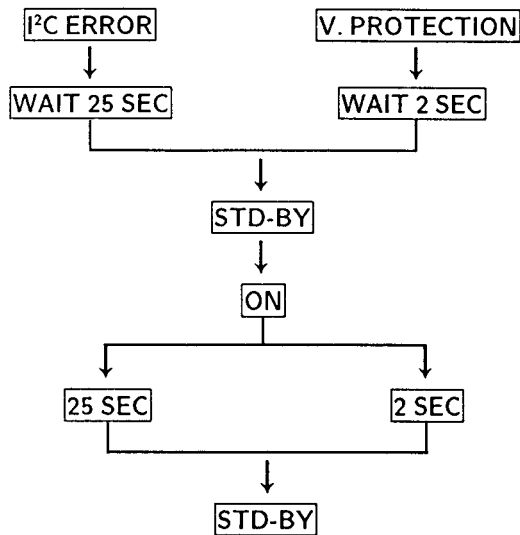 I²C ERROR
V. PROTECTION
WAIT 25 SEC
WAIT 2 SEC
STD-BY
ON
25 SEC
2 SEC
STD-BY